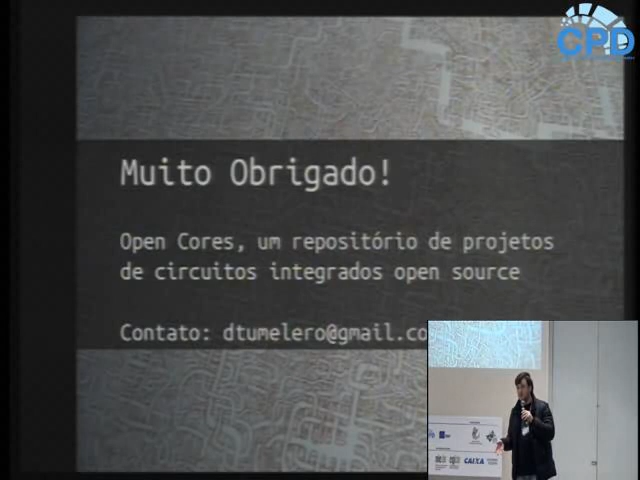 CPD
Muito Obrigado!
Open Cores, um repositório de projetos
de circuitos integrados open source
Contato: dtumelero@gmail.co
CAIXA